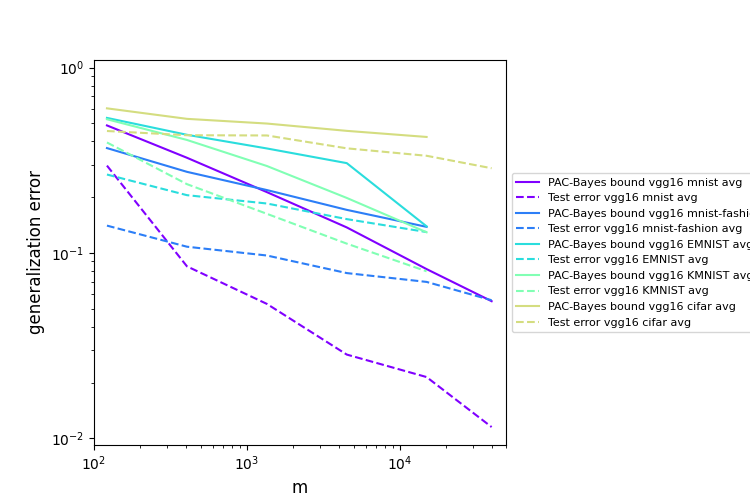 10⁰
10⁻¹
10⁻²
generalization error
10²
10³
10⁴
m
PAC-Bayes bound vgg16 mnist avg
Test error vgg16 mnist avg
PAC-Bayes bound vgg16 mnist-fashi
Test error vgg16 mnist-fashion avg
PAC-Bayes bound vgg16 EMNIST avg
Test error vgg16 EMNIST avg
PAC-Bayes bound vgg16 KMNIST avg
Test error vgg16 KMNIST avg
PAC-Bayes bound vgg16 cifar avg
Test error vgg16 cifar avg